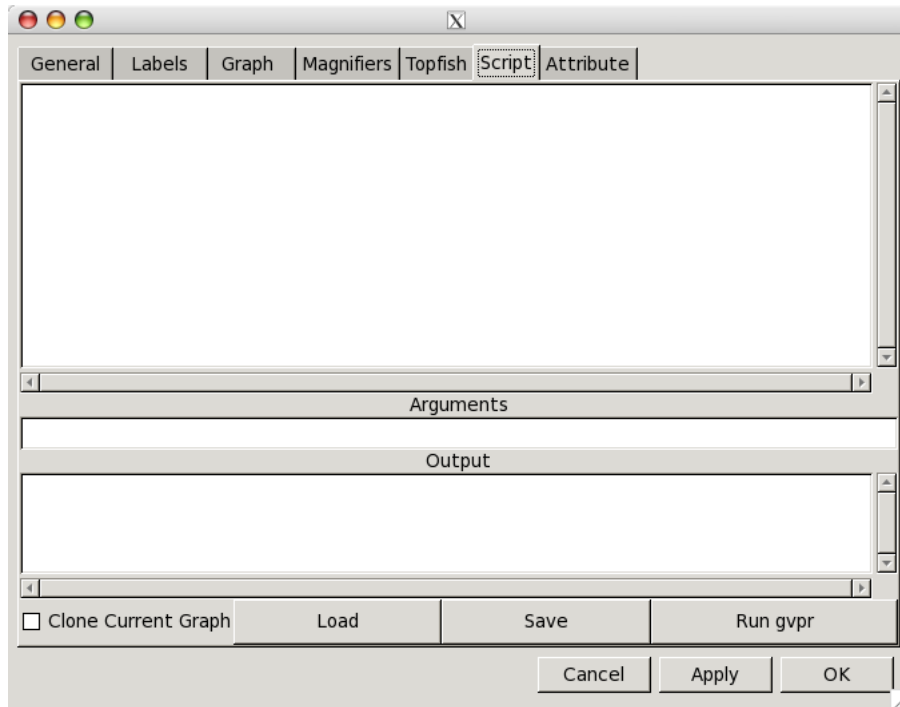 X
General Labels Graph Magnifiers Topfish Script Attribute
Arguments
Output
Clone Current Graph Load Save Run gvpr
Cancel Apply OK